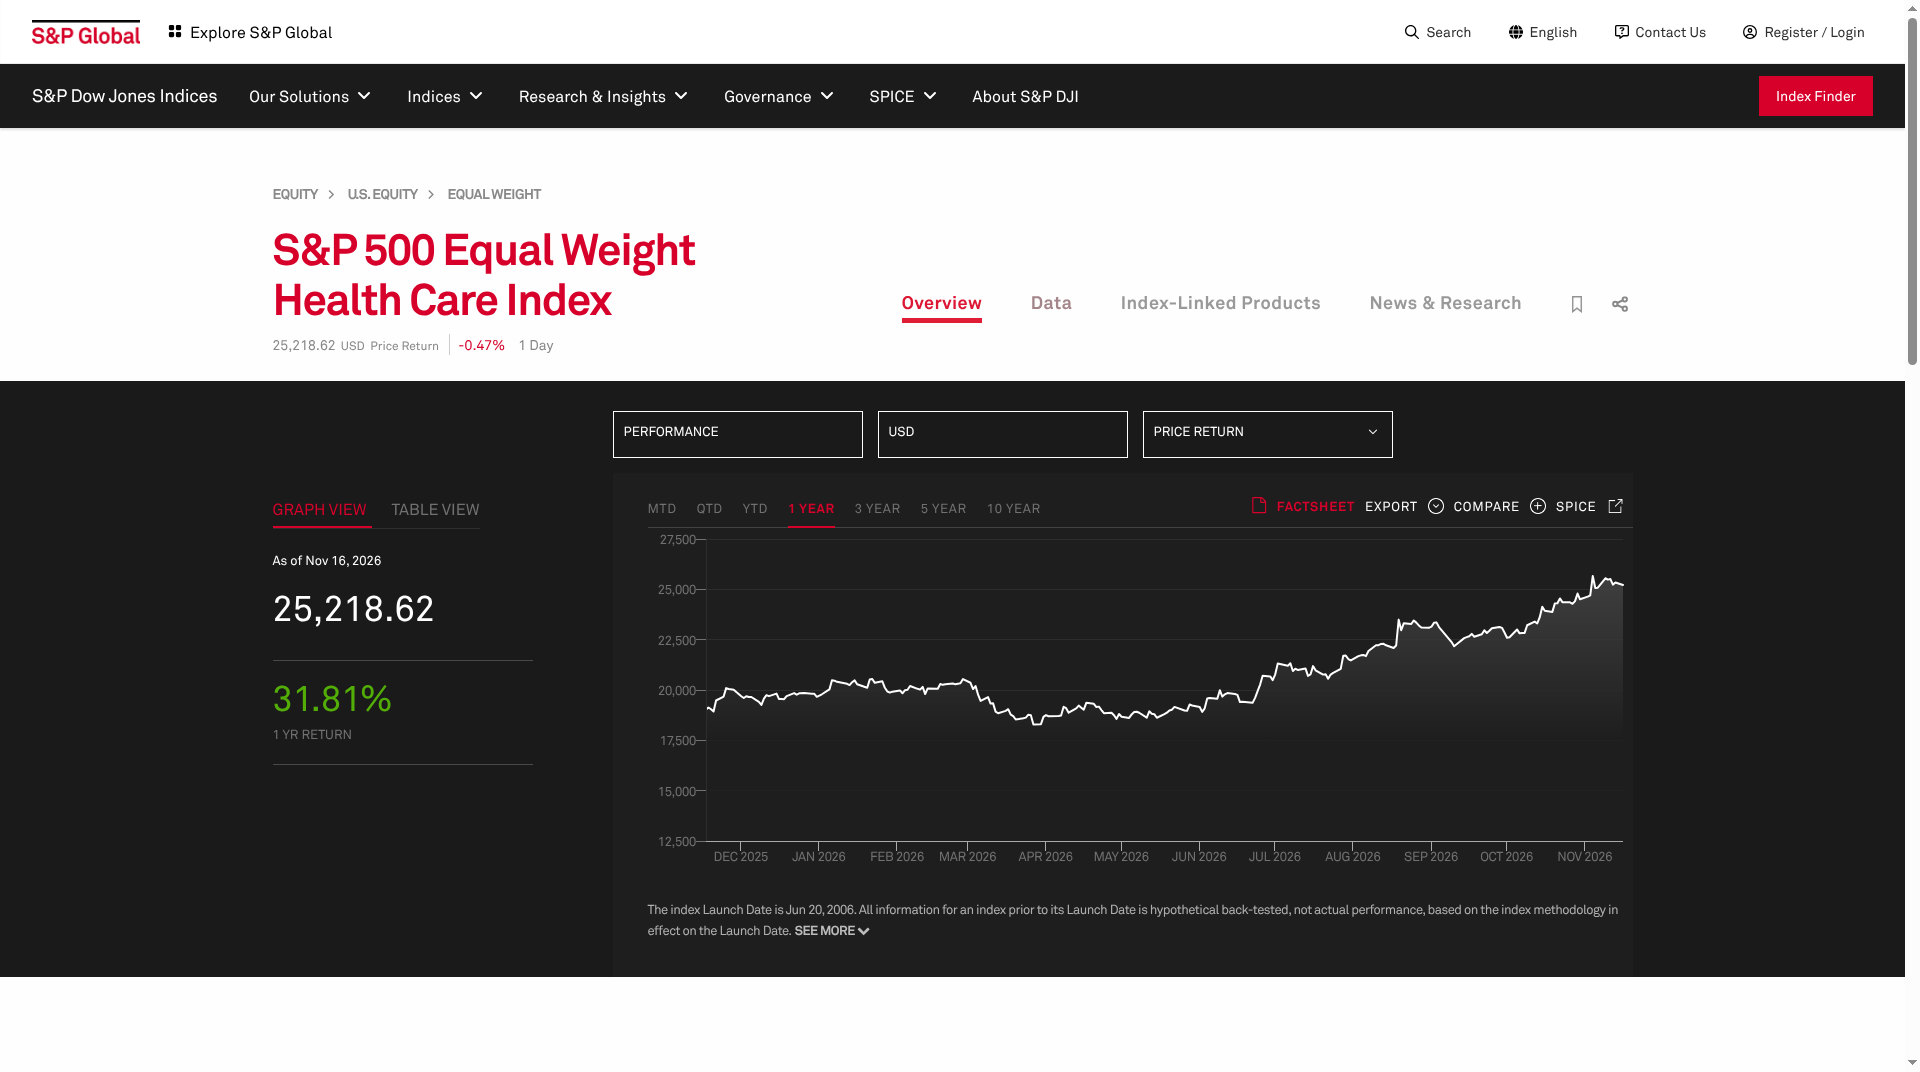 S&P Global
Explore S&P Global
Search
English
Contact Us
Register / Login
S&P Dow Jones Indices
Our Solutions
Indices
Research & Insights
Governance
SPICE
About S&P DJI
Index Finder
EQUITY > U.S. EQUITY > EQUAL WEIGHT
S&P 500 Equal Weight
Health Care Index
25,218.62 USD Price Return
-0.47% 1 Day
Overview
Data
Index-Linked Products
News & Research
PERFORMANCE
USD
PRICE RETURN
GRAPH VIEW
TABLE VIEW
As of Nov 16, 2026
25,218.62
31.81%
1 YR RETURN
MTD QTD YTD 1 YEAR 3 YEAR 5 YEAR 10 YEAR
FACTSHEET
EXPORT
COMPARE
SPICE
27,500
25,000
22,500
20,000
17,500
15,000
12,500
DEC 2025 JAN 2026 FEB 2026 MAR 2026 APR 2026 MAY 2026 JUN 2026 JUL 2026 AUG 2026 SEP 2026 OCT 2026 NOV 2026
The index Launch Date is Jun 20, 2006. All information for an index prior to its Launch Date is hypothetical back-tested, not actual performance, based on the index methodology in
effect on the Launch Date. SEE MORE